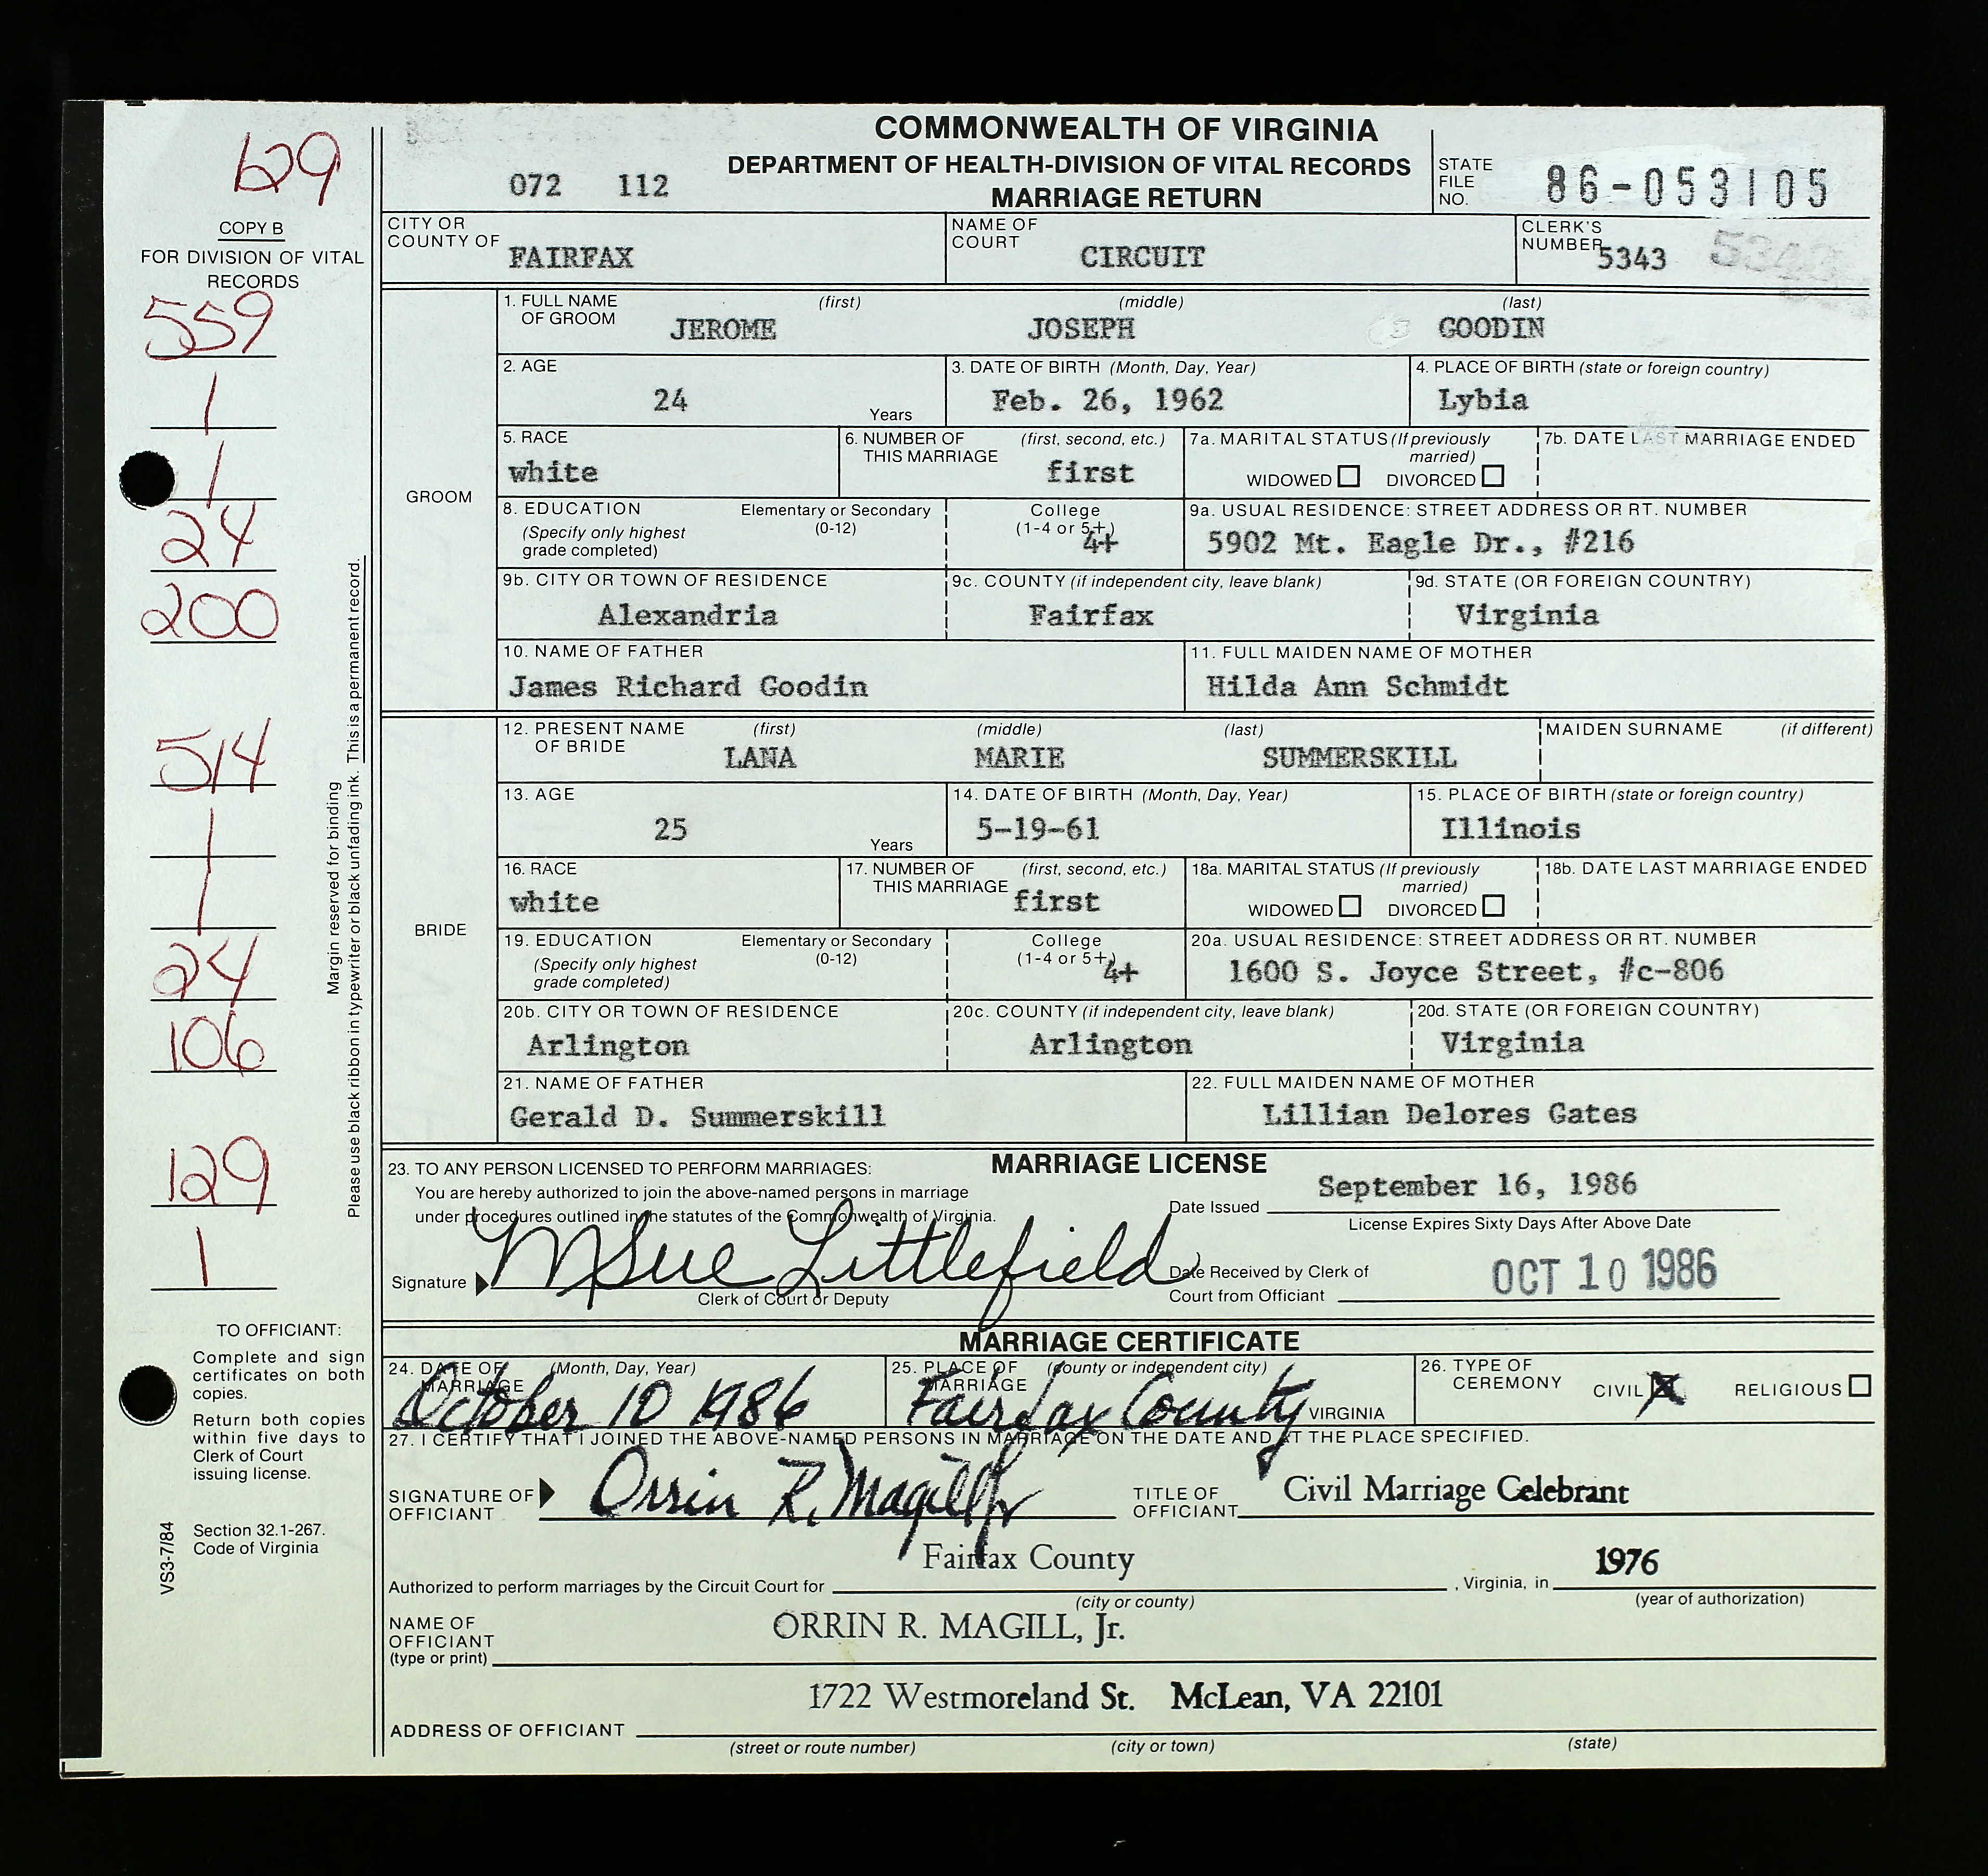 629
COPY B
FOR DIVISION OF VITAL
RECORDS
559
1
1
24
200
514
1
1
24
106
129
1
Margin reserved for binding
Please use black ribbon in typewriter or black unfading ink. This is a permanent record.
TO OFFICIANT:
Complete and sign
certificates on both
copies.
Return both copies
within five days to
Clerk of Court
issuing license.
Section 32.1-267.
Code of Virginia
VS3-7/84
COMMONWEALTH OF VIRGINIA
DEPARTMENT OF HEALTH-DIVISION OF VITAL RECORDS
MARRIAGE RETURN
072 112
STATE FILE NO. 86-053105
CITY OR COUNTY OF FAIRFAX
NAME OF COURT CIRCUIT
CLERK'S NUMBER 5343 5343
GROOM
1. FULL NAME OF GROOM (first) (middle) (last)
JEROME JOSEPH GOODIN
2. AGE 3. DATE OF BIRTH (Month, Day, Year) 4. PLACE OF BIRTH (state or foreign country)
24 Years Feb. 26, 1962 Lybia
5. RACE 6. NUMBER OF THIS MARRIAGE (first, second, etc.) 7a. MARITAL STATUS (If previously married) 7b. DATE LAST MARRIAGE ENDED
white first WIDOWED DIVORCED
8. EDUCATION (Specify only highest grade completed) Elementary or Secondary (0-12) College (1-4 or 5+) 9a. USUAL RESIDENCE: STREET ADDRESS OR RT. NUMBER
4+ 5902 Mt. Eagle Dr., #216
9b. CITY OR TOWN OF RESIDENCE 9c. COUNTY (if independent city, leave blank) 9d. STATE (OR FOREIGN COUNTRY)
Alexandria Fairfax Virginia
10. NAME OF FATHER 11. FULL MAIDEN NAME OF MOTHER
James Richard Goodin Hilda Ann Schmidt
BRIDE
12. PRESENT NAME OF BRIDE (first) (middle) (last) MAIDEN SURNAME (if different)
LANA MARIE SUMMERSKILL
13. AGE 14. DATE OF BIRTH (Month, Day, Year) 15. PLACE OF BIRTH (state or foreign country)
25 Years 5-19-61 Illinois
16. RACE 17. NUMBER OF THIS MARRIAGE (first, second, etc.) 18a. MARITAL STATUS (If previously married) 18b. DATE LAST MARRIAGE ENDED
white first WIDOWED DIVORCED
19. EDUCATION (Specify only highest grade completed) Elementary or Secondary (0-12) College (1-4 or 5+) 20a. USUAL RESIDENCE: STREET ADDRESS OR RT. NUMBER
4+ 1600 S. Joyce Street, #c-806
20b. CITY OR TOWN OF RESIDENCE 20c. COUNTY (if independent city, leave blank) 20d. STATE (OR FOREIGN COUNTRY)
Arlington Arlington Virginia
21. NAME OF FATHER 22. FULL MAIDEN NAME OF MOTHER
Gerald D. Summerskill Lillian Delores Gates
MARRIAGE LICENSE
23. TO ANY PERSON LICENSED TO PERFORM MARRIAGES:
You are hereby authorized to join the above-named persons in marriage
under procedures outlined in the statutes of the Commonwealth of Virginia.
Date Issued September 16, 1986
License Expires Sixty Days After Above Date
Signature M Sue Littlefield
Clerk of Court or Deputy
Date Received by Clerk of
Court from Officiant OCT 10 1986
MARRIAGE CERTIFICATE
24. DATE OF MARRIAGE (Month, Day, Year) 25. PLACE OF MARRIAGE (county or independent city) 26. TYPE OF CEREMONY CIVIL X RELIGIOUS
October 10 1986 Fairfax County VIRGINIA
27. I CERTIFY THAT I JOINED THE ABOVE-NAMED PERSONS IN MARRIAGE ON THE DATE AND AT THE PLACE SPECIFIED.
SIGNATURE OF OFFICIANT Orrin R. Magill Jr TITLE OF OFFICIANT Civil Marriage Celebrant
Authorized to perform marriages by the Circuit Court for Fairfax County, Virginia, in 1976
(city or county) (year of authorization)
NAME OF OFFICIANT (type or print) ORRIN R. MAGILL, Jr.
ADDRESS OF OFFICIANT 1722 Westmoreland St. McLean, VA 22101
(street or route number) (city or town) (state)